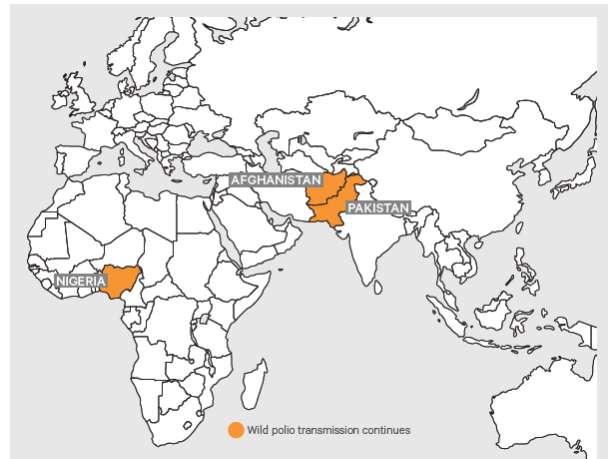 AFGHANISTAN
PAKISTAN
NIGERIA
Wild polio transmission continues